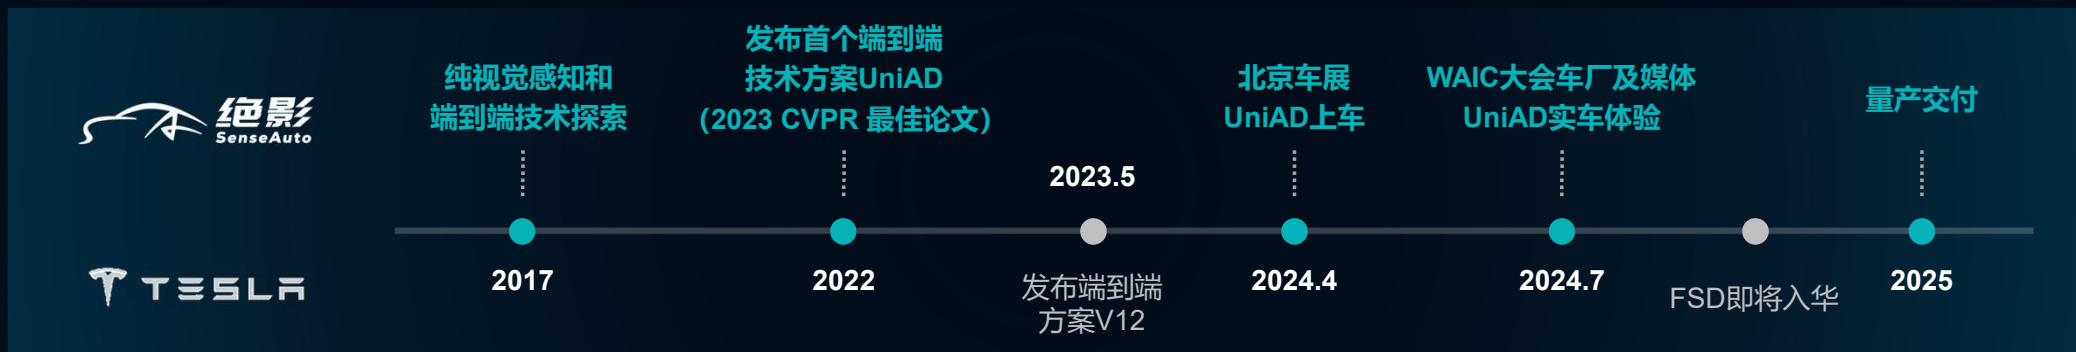 绝影
SenseAuto
纯视觉感知和
端到端技术探索
发布首个端到端
技术方案UniAD
（2023 CVPR 最佳论文）
北京车展
UniAD上车
WAIC大会车厂及媒体
UniAD实车体验
量产交付
2023.5
TESLA
2017
2022
发布端到端
方案V12
2024.4
2024.7
FSD即将入华
2025